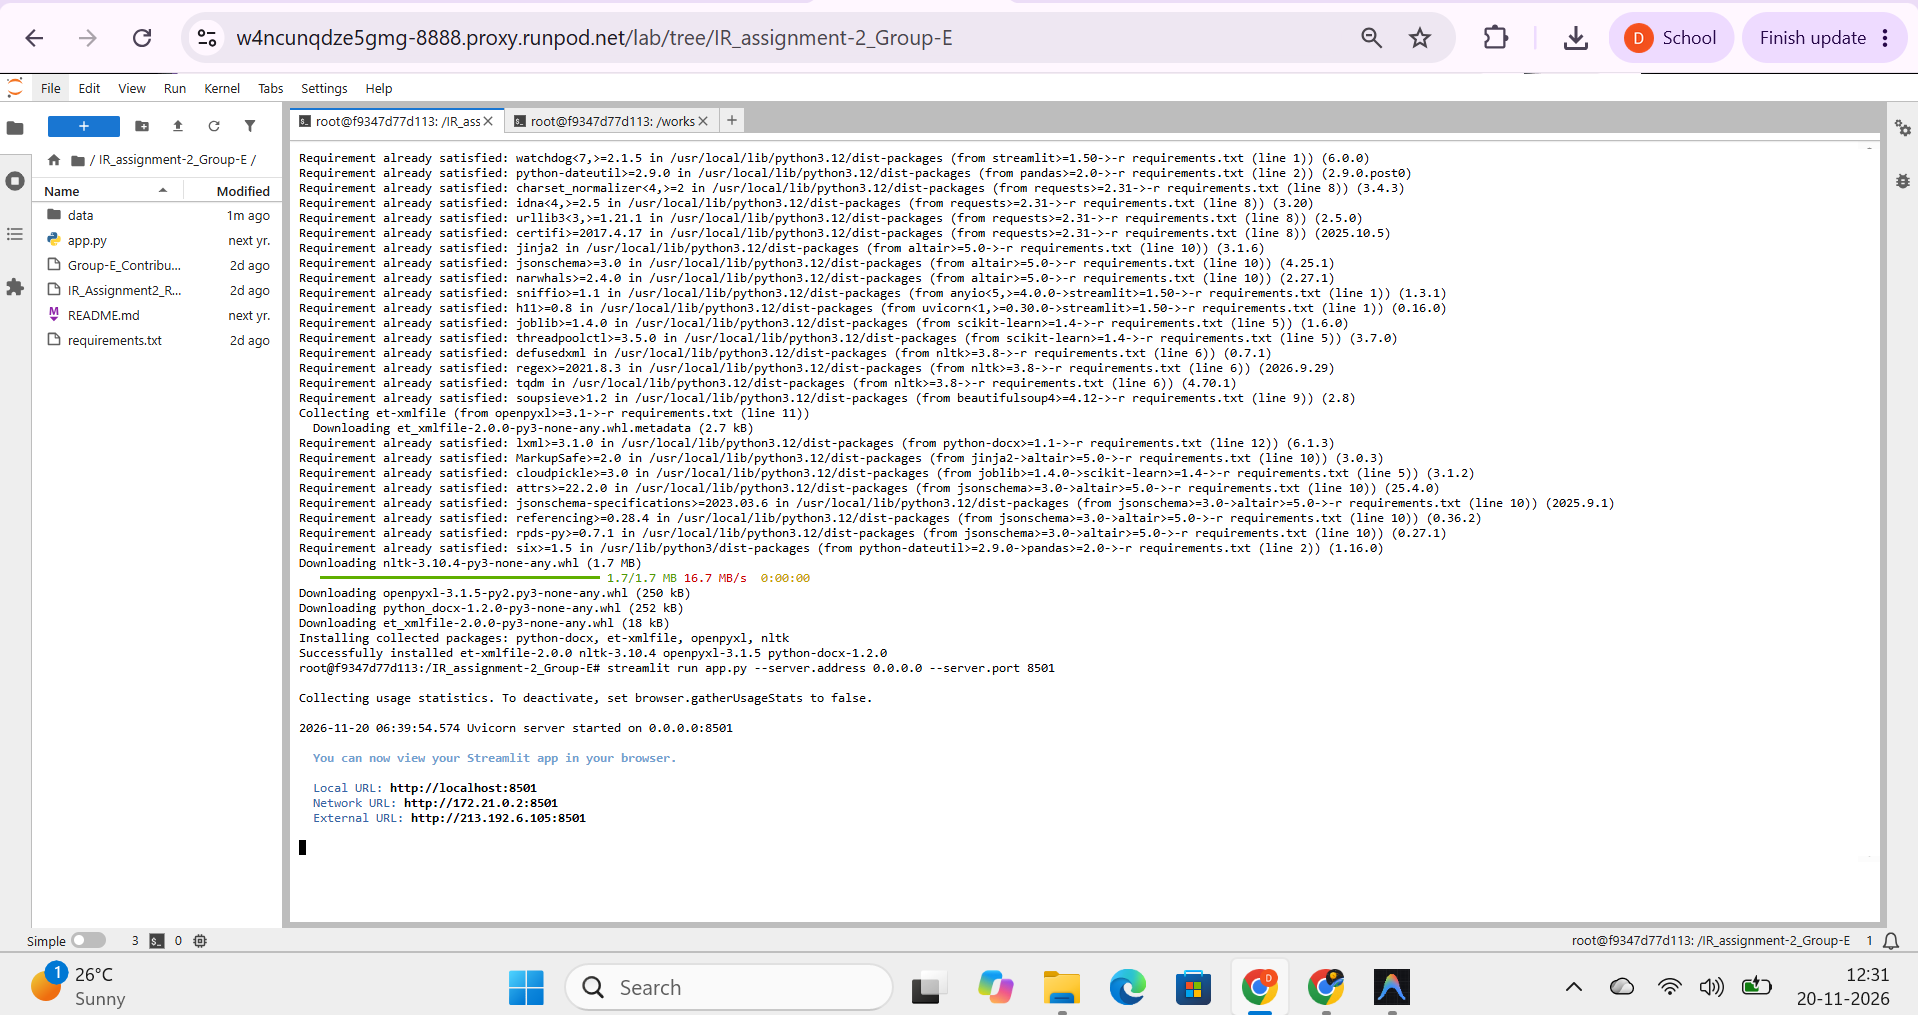 w4ncunqdze5gmg-8888.proxy.runpod.net/lab/tree/IR_assignment-2_Group-E
D School
Finish update
File Edit View Run Kernel Tabs Settings Help
+
root@f9347d77d113: /IR_ass
root@f9347d77d113: /works
+
/ IR_assignment-2_Group-E /
Name Modified
data 1m ago
app.py next yr.
Group-E_Contribu... 2d ago
IR_Assignment2_R... 2d ago
README.md next yr.
requirements.txt 2d ago
Requirement already satisfied: watchdog<7,>=2.1.5 in /usr/local/lib/python3.12/dist-packages (from streamlit>=1.50->-r requirements.txt (line 1)) (6.0.0)
Requirement already satisfied: python-dateutil>=2.9.0 in /usr/local/lib/python3.12/dist-packages (from pandas>=2.0->-r requirements.txt (line 2)) (2.9.0.post0)
Requirement already satisfied: charset_normalizer<4,>=2 in /usr/local/lib/python3.12/dist-packages (from requests>=2.31->-r requirements.txt (line 8)) (3.4.3)
Requirement already satisfied: idna<4,>=2.5 in /usr/local/lib/python3.12/dist-packages (from requests>=2.31->-r requirements.txt (line 8)) (3.20)
Requirement already satisfied: urllib3<3,>=1.21.1 in /usr/local/lib/python3.12/dist-packages (from requests>=2.31->-r requirements.txt (line 8)) (2.5.0)
Requirement already satisfied: certifi>=2017.4.17 in /usr/local/lib/python3.12/dist-packages (from requests>=2.31->-r requirements.txt (line 8)) (2025.10.5)
Requirement already satisfied: jinja2 in /usr/local/lib/python3.12/dist-packages (from altair>=5.0->-r requirements.txt (line 10)) (3.1.6)
Requirement already satisfied: jsonschema>=3.0 in /usr/local/lib/python3.12/dist-packages (from altair>=5.0->-r requirements.txt (line 10)) (4.25.1)
Requirement already satisfied: narwhals>=2.4.0 in /usr/local/lib/python3.12/dist-packages (from altair>=5.0->-r requirements.txt (line 10)) (2.27.1)
Requirement already satisfied: sniffio>=1.1 in /usr/local/lib/python3.12/dist-packages (from anyio<5,>=4.0.0->streamlit>=1.50->-r requirements.txt (line 1)) (1.3.1)
Requirement already satisfied: h11>=0.8 in /usr/local/lib/python3.12/dist-packages (from uvicorn<1,>=0.30.0->streamlit>=1.50->-r requirements.txt (line 1)) (0.16.0)
Requirement already satisfied: joblib>=1.4.0 in /usr/local/lib/python3.12/dist-packages (from scikit-learn>=1.4->-r requirements.txt (line 5)) (1.6.0)
Requirement already satisfied: threadpoolctl>=3.5.0 in /usr/local/lib/python3.12/dist-packages (from scikit-learn>=1.4->-r requirements.txt (line 5)) (3.7.0)
Requirement already satisfied: defusedxml in /usr/local/lib/python3.12/dist-packages (from nltk>=3.8->-r requirements.txt (line 6)) (0.7.1)
Requirement already satisfied: regex>=2021.8.3 in /usr/local/lib/python3.12/dist-packages (from nltk>=3.8->-r requirements.txt (line 6)) (2026.9.29)
Requirement already satisfied: tqdm in /usr/local/lib/python3.12/dist-packages (from nltk>=3.8->-r requirements.txt (line 6)) (4.70.1)
Requirement already satisfied: soupsieve>1.2 in /usr/local/lib/python3.12/dist-packages (from beautifulsoup4>=4.12->-r requirements.txt (line 9)) (2.8)
Collecting et-xmlfile (from openpyxl>=3.1->-r requirements.txt (line 11))
Downloading et_xmlfile-2.0.0-py3-none-any.whl.metadata (2.7 kB)
Requirement already satisfied: lxml>=3.1.0 in /usr/local/lib/python3.12/dist-packages (from python-docx>=1.1->-r requirements.txt (line 12)) (6.1.3)
Requirement already satisfied: MarkupSafe>=2.0 in /usr/local/lib/python3.12/dist-packages (from jinja2->altair>=5.0->-r requirements.txt (line 10)) (3.0.3)
Requirement already satisfied: cloudpickle>=3.0 in /usr/local/lib/python3.12/dist-packages (from joblib>=1.4.0->scikit-learn>=1.4->-r requirements.txt (line 5)) (3.1.2)
Requirement already satisfied: attrs>=22.2.0 in /usr/local/lib/python3.12/dist-packages (from jsonschema>=3.0->altair>=5.0->-r requirements.txt (line 10)) (25.4.0)
Requirement already satisfied: jsonschema-specifications>=2023.03.6 in /usr/local/lib/python3.12/dist-packages (from jsonschema>=3.0->altair>=5.0->-r requirements.txt (line 10)) (2025.9.1)
Requirement already satisfied: referencing>=0.28.4 in /usr/local/lib/python3.12/dist-packages (from jsonschema>=3.0->altair>=5.0->-r requirements.txt (line 10)) (0.36.2)
Requirement already satisfied: rpds-py>=0.7.1 in /usr/local/lib/python3.12/dist-packages (from jsonschema>=3.0->altair>=5.0->-r requirements.txt (line 10)) (0.27.1)
Requirement already satisfied: six>=1.5 in /usr/lib/python3/dist-packages (from python-dateutil>=2.9.0->pandas>=2.0->-r requirements.txt (line 2)) (1.16.0)
Downloading nltk-3.10.4-py3-none-any.whl (1.7 MB)
1.7/1.7 MB 16.7 MB/s 0:00:00
Downloading openpyxl-3.1.5-py2.py3-none-any.whl (250 kB)
Downloading python_docx-1.2.0-py3-none-any.whl (252 kB)
Downloading et_xmlfile-2.0.0-py3-none-any.whl (18 kB)
Installing collected packages: python-docx, et-xmlfile, openpyxl, nltk
Successfully installed et-xmlfile-2.0.0 nltk-3.10.4 openpyxl-3.1.5 python-docx-1.2.0
root@f9347d77d113:/IR_assignment-2_Group-E# streamlit run app.py --server.address 0.0.0.0 --server.port 8501
Collecting usage statistics. To deactivate, set browser.gatherUsageStats to false.
2026-11-20 06:39:54.574 Uvicorn server started on 0.0.0.0:8501
You can now view your Streamlit app in your browser.
Local URL: http://localhost:8501
Network URL: http://172.21.0.2:8501
External URL: http://213.192.6.105:8501
Simple 3 0
root@f9347d77d113: /IR_assignment-2_Group-E 1
1
26°C
Sunny
Search
12:31
20-11-2026